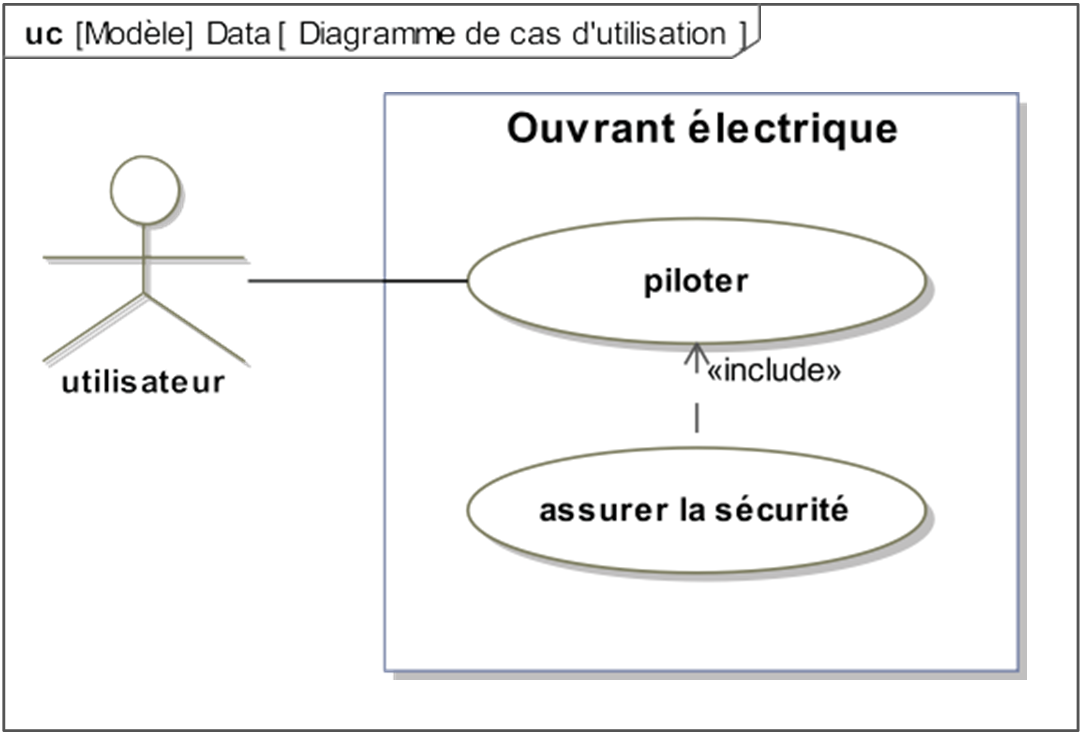 uc [Modèle] Data [ Diagramme de cas d'utilisation ]
Ouvrant électrique
piloter
«include»
utilisateur
assurer la sécurité